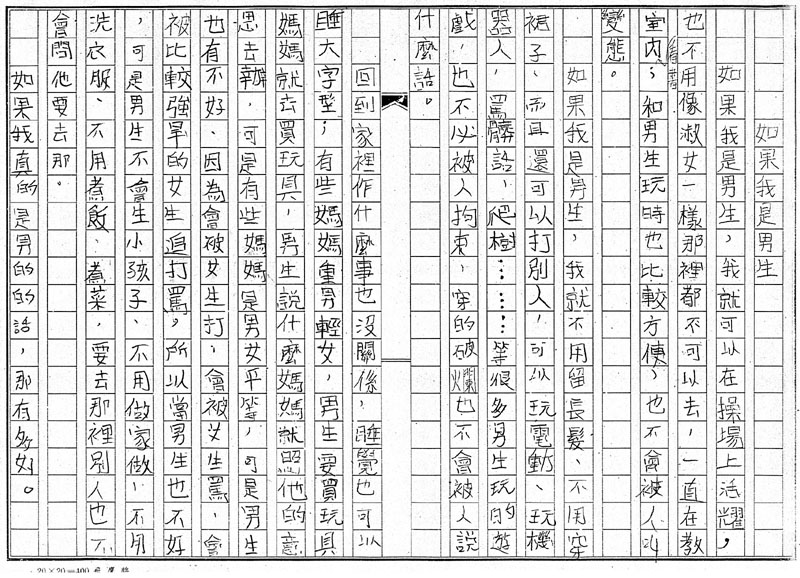 如果我是男生
如果我是男生，我就可以在操場上活耀，
也不用像淑女一樣那裡都不可以去，一直在教
室內；和男生玩時也比較方便，也不會被人叫
變態。
如果我是男生，我就不用留長髮、不用穿
裙子、而且還可以打別人，可以玩電動、玩機
器人，罵髒話，爬樹……等很多男生玩的遊
戲，也不必被人拘束，穿的破爛也不會被人說
什麼話。
回到家裡作什麼事也沒關係，睡覺也可以
睡大字型；有些媽媽重男輕女，男生要買玩具
媽媽就去買玩具，男生說什麼媽媽就照他的意
思去辦，可是有些媽媽是男女平等，可是男生
也有不好、因為會被女生打，會被女生罵，會
被比較強旱的女生追打罵。所以當男生也不好
，可是男生不會生小孩子、不用做家做、不用
洗衣服、不用煮飯、煮菜，要去那裡別人也不
會問他要去那。
如果我真的是男的的話，那有多好。
20×20=400